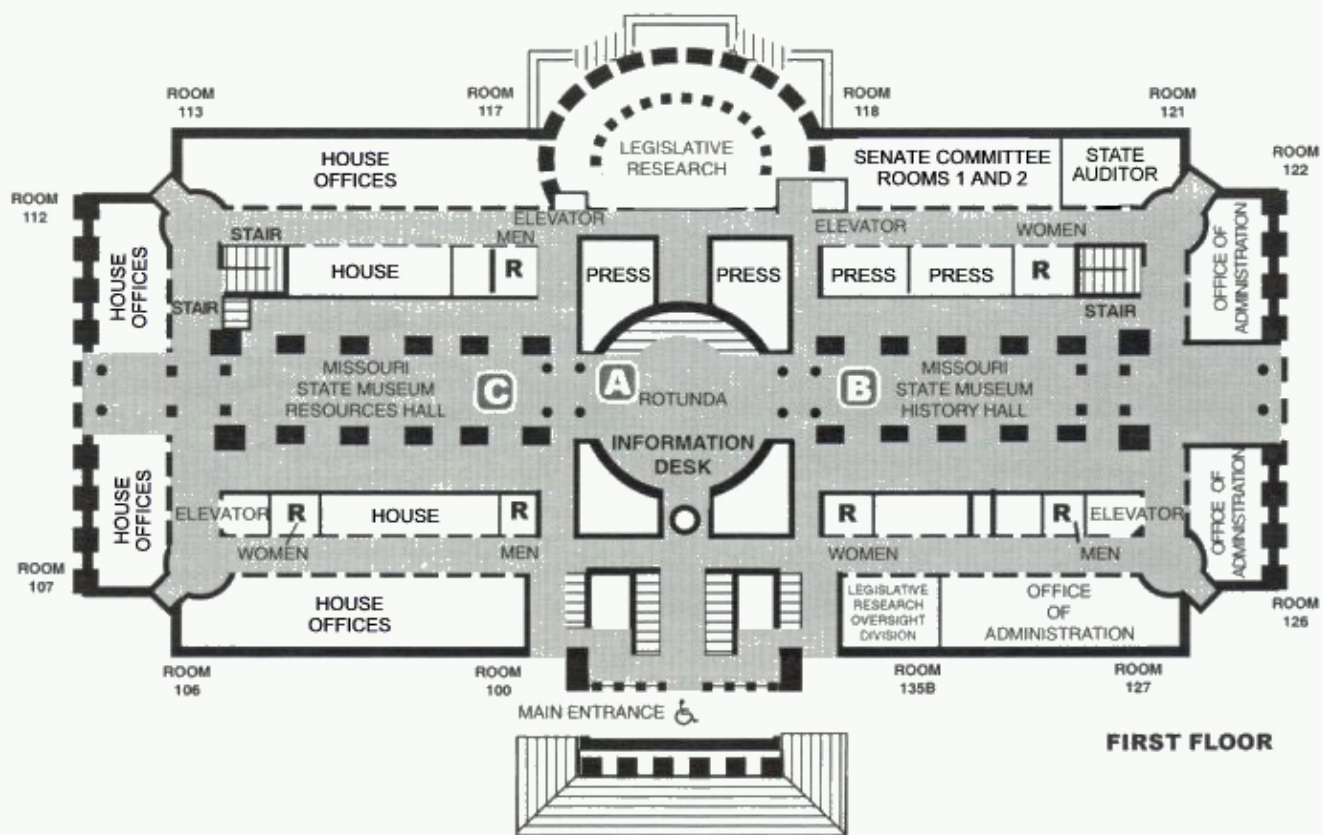 ROOM
113
ROOM
117
ROOM
118
ROOM
121
ROOM
122
ROOM
112
HOUSE
OFFICES
LEGISLATIVE
RESEARCH
SENATE COMMITTEE
ROOMS 1 AND 2
STATE
AUDITOR
ELEVATOR
MEN
ELEVATOR
WOMEN
STAIR
HOUSE
R
PRESS
PRESS
PRESS
PRESS
R
STAIR
STAIR
HOUSE
OFFICES
OFFICE OF
ADMINISTRATION
MISSOURI
STATE MUSEUM
RESOURCES HALL
C
A
ROTUNDA
B
MISSOURI
STATE MUSEUM
HISTORY HALL
INFORMATION
DESK
HOUSE
OFFICES
OFFICE OF
ADMINISTRATION
ELEVATOR
R
HOUSE
R
R
R
ELEVATOR
WOMEN
MEN
WOMEN
MEN
ROOM
107
HOUSE
OFFICES
LEGISLATIVE
RESEARCH
OVERSIGHT
DIVISION
OFFICE
OF
ADMINISTRATION
ROOM
126
ROOM
106
ROOM
100
ROOM
135B
ROOM
127
MAIN ENTRANCE
FIRST FLOOR